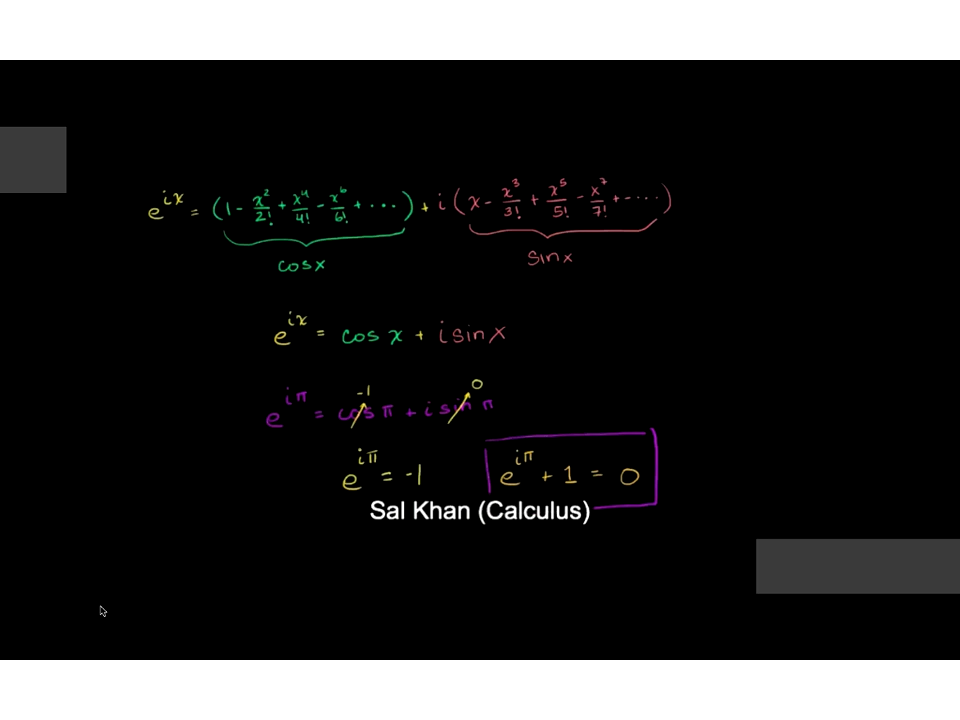 e^{ix} = (1 - x²/2! + x⁴/4! - x⁶/6! + ...) + i (x - x³/3! + x⁵/5! - x⁷/7! + ....)
cos x sin x
e^{ix} = cos x + i sin x
-1 0
e^{iπ} = cos π + i sin π
e^{iπ} = -1 e^{iπ} + 1 = 0
Sal Khan (Calculus)